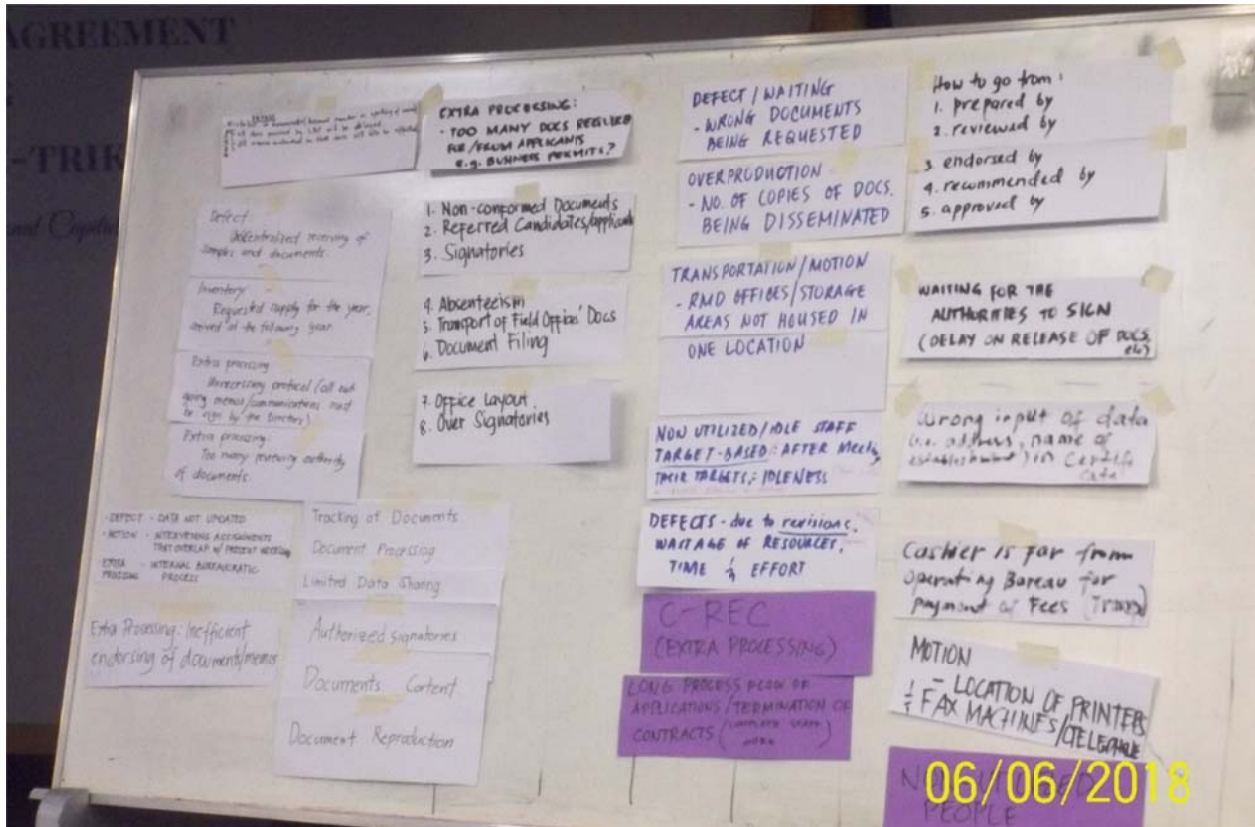 AGREEMENT
-TRIK
EXTRA PROCESSING:
- TOO MANY DOCS REQUIRED
FOR/FROM APPLICANTS
e.g. BUSINESS PERMITS?
DEFECT / WAITING
- WRONG DOCUMENTS
BEING REQUESTED
How to go from:
1. prepared by
2. reviewed by
3. endorsed by
4. recommended by
5. approved by
OVERPRODUCTION
- NO. OF COPIES OF DOCS.
BEING DISSEMINATED
Defect:
Decentralized receiving of
samples and documents.
1. Non-conformed Documents
2. Referred Candidates/applicants
3. Signatories
TRANSPORTATION/MOTION
- RMD OFFICES/STORAGE
AREAS NOT HOUSED IN
ONE LOCATION
WAITING FOR THE
AUTHORITIES TO SIGN
(DELAY ON RELEASE OF DOCS,
etc)
Inventory:
Requested supply for the year,
arrived at the following year.
4. Absenteeism
5. Transport of Field Offices' Docs
6. Document Filing
Extra processing
Unnecessary protocol (all out
going memos/communications must
be sign by the directors)
7. Office Layout
8. Over Signatories
NON UTILIZED/IDLE STAFF
TARGET-BASED: AFTER Meeting
THEIR TARGETS,: IDLENESS
Wrong input of data
(i.e. address, name of
establishment) in Certifi
cate
Extra processing:
Too many receiving authority
of documents.
- DEFECT - DATA NOT UPDATED
- MOTION - INTERVENING ASSIGNMENTS
THAT OVERLAP W/ PRESENT
EXTRA - INTERNAL BUREAUCRATIC
PROCESS
Tracking of Documents
Document Processing
Limited Data Sharing
Authorized signatories
Documents Content
Document Reproduction
DEFECTS - due to revisions,
WASTAGE OF RESOURCES,
TIME & EFFORT
Cashier is far from
operating Bureau for
payment of Fees
Extra Processing: Inefficient
endorsing of document/memos
C-REC
(EXTRA PROCESSING)
LONG PROCESS FLOW OF
APPLICATIONS/TERMINATION OF
CONTRACTS (COMPLETE STAFF
WORK)
MOTION
- LOCATION OF PRINTERS
& FAX MACHINES/TELEPHONE
PEOPLE
06/06/2018